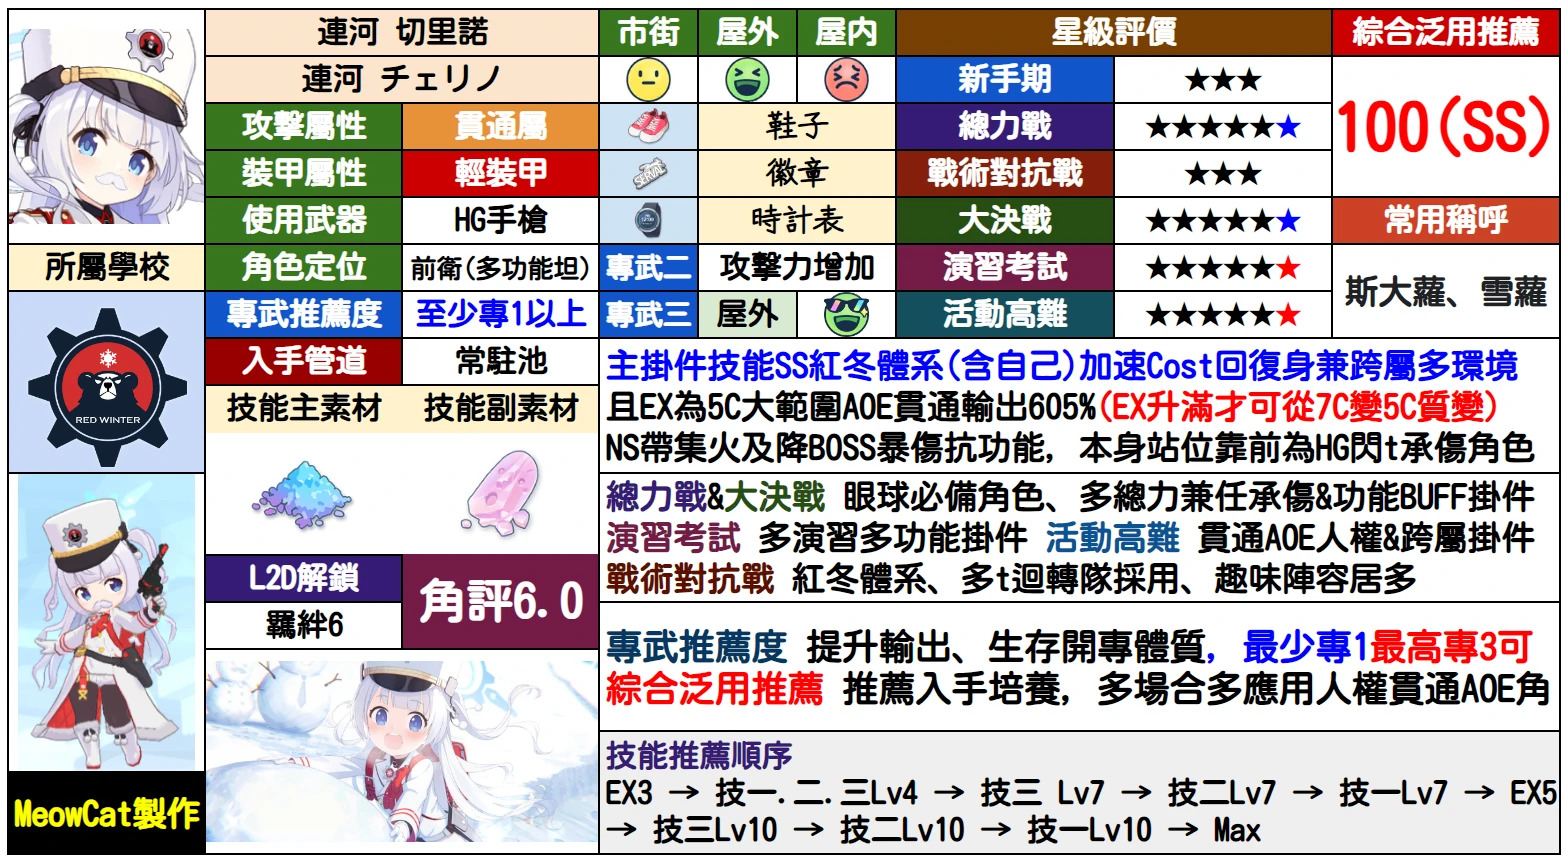 連河 切里諾
連河 チェリノ
市街 屋外 屋内
星級評價
綜合泛用推薦
新手期 ★★★
100(SS)
攻擊屬性 貫通屬
鞋子
總力戰 ★★★★★★
裝甲屬性 輕裝甲
SERVAL
徽章
戰術對抗戰 ★★★
使用武器 HG手槍
時計表
大決戰 ★★★★★★
常用稱呼
所屬學校
角色定位 前衛(多功能坦)
專武二 攻擊力增加
演習考試 ★★★★★★
斯大蘿、雪蘿
專武推薦度 至少專1以上
專武三 屋外
活動高難 ★★★★★★
RED WINTER
入手管道 常駐池
技能主素材 技能副素材
主掛件技能SS紅冬體系(含自己)加速Cost回復身兼跨屬多環境
且EX為5C大範圍AOE貫通輸出605%(EX升滿才可從7C變5C質變)
NS帶集火及降BOSS暴傷抗功能, 本身站位靠前為HG閃t承傷角色
總力戰&大決戰 眼球必備角色、多總力兼任承傷&功能BUFF掛件
演習考試 多演習多功能掛件 活動高難 貫通AOE人權&跨屬掛件
戰術對抗戰 紅冬體系、多t迴轉隊採用、趣味陣容居多
L2D解鎖
羈絆6
角評6.0
專武推薦度 提升輸出、生存開專體質, 最少專1最高專3可
綜合泛用推薦 推薦入手培養, 多場合多應用人權貫通AOE角
技能推薦順序
EX3 → 技一.二.三Lv4 → 技三 Lv7 → 技二Lv7 → 技一Lv7 → EX5
→ 技三Lv10 → 技二Lv10 → 技一Lv10 → Max
MeowCat製作